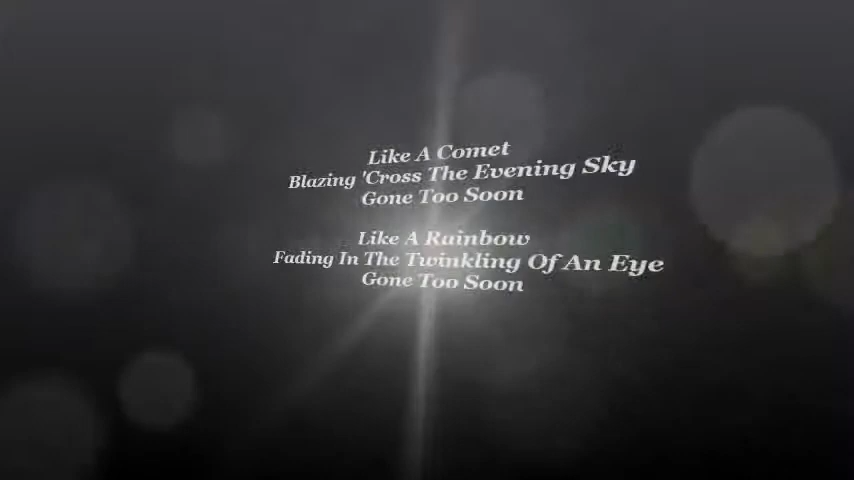 Like A Comet
Blazing 'Cross The Evening Sky
Gone Too Soon
Like A Rainbow
Fading In The Twinkling Of An Eye
Gone Too Soon